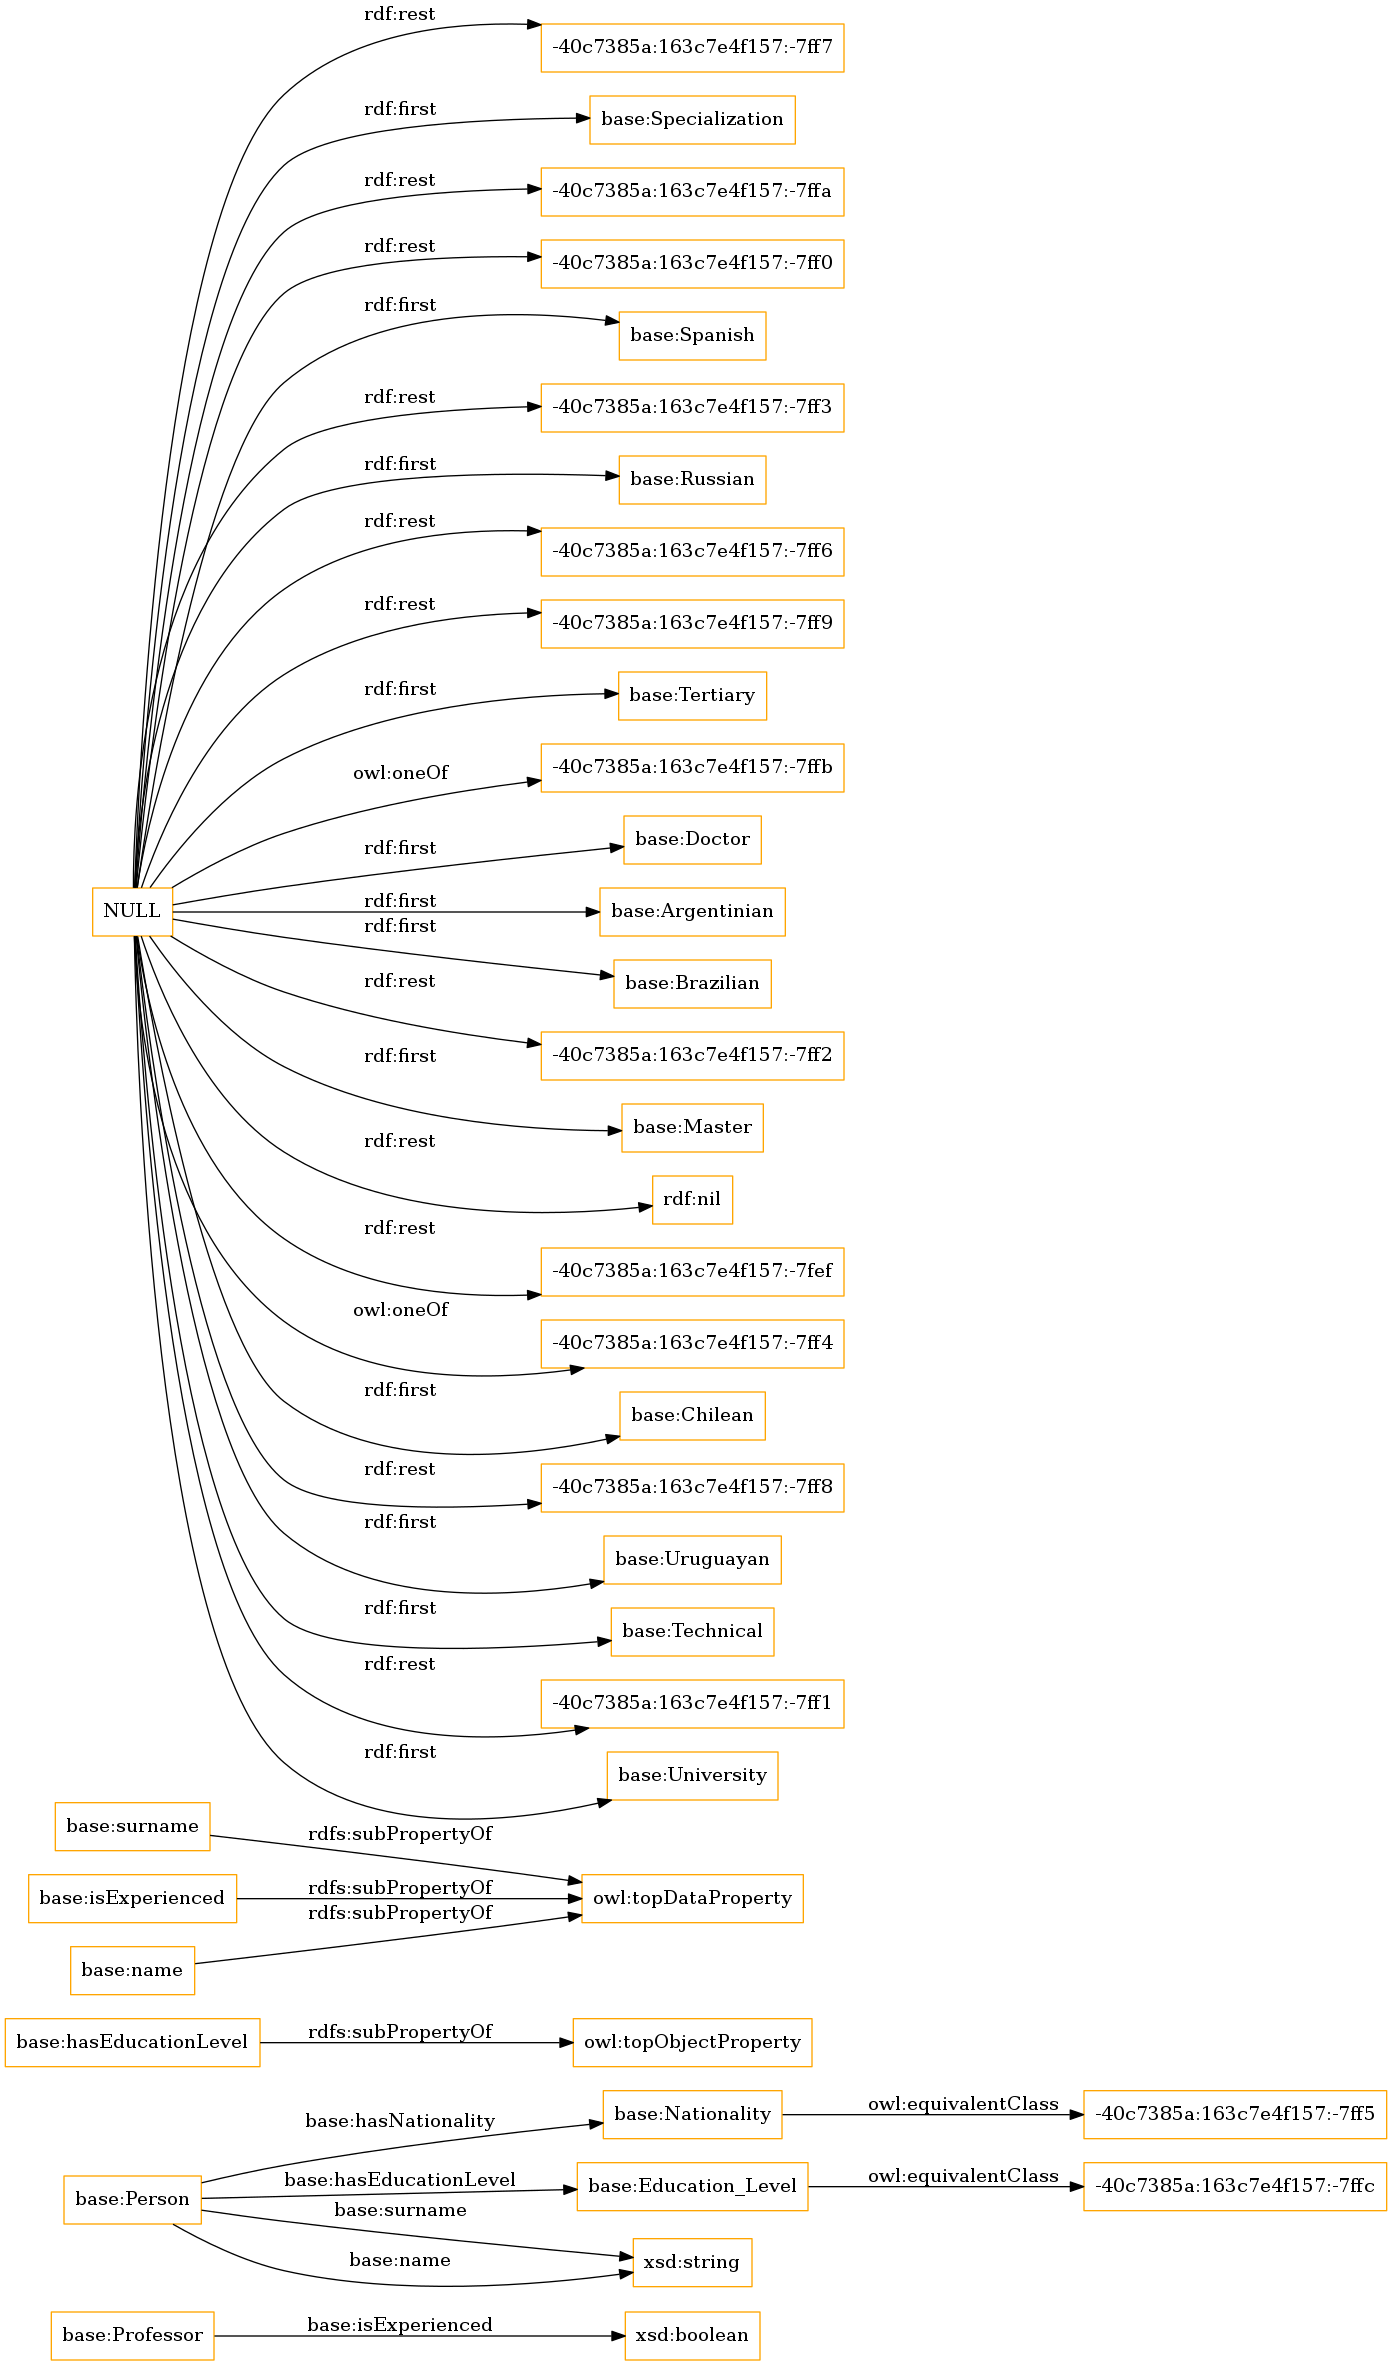 rdf:rest
-40c7385a:163c7e4f157:-7ff7
rdf:first
base:Specialization
rdf:rest
-40c7385a:163c7e4f157:-7ffa
rdf:rest
-40c7385a:163c7e4f157:-7ff0
rdf:first
base:Spanish
rdf:rest
-40c7385a:163c7e4f157:-7ff3
rdf:first
base:Russian
rdf:rest
-40c7385a:163c7e4f157:-7ff6
rdf:rest
-40c7385a:163c7e4f157:-7ff9
rdf:first
base:Tertiary
owl:oneOf
-40c7385a:163c7e4f157:-7ffb
rdf:first
base:Doctor
NULL
rdf:first
base:Argentinian
rdf:first
base:Brazilian
rdf:rest
-40c7385a:163c7e4f157:-7ff2
rdf:first
base:Master
rdf:rest
rdf:nil
rdf:rest
-40c7385a:163c7e4f157:-7fef
owl:oneOf
-40c7385a:163c7e4f157:-7ff4
rdf:first
base:Chilean
rdf:rest
-40c7385a:163c7e4f157:-7ff8
rdf:first
base:Uruguayan
rdf:first
base:Technical
rdf:rest
-40c7385a:163c7e4f157:-7ff1
rdf:first
base:University
base:surname
rdfs:subPropertyOf
base:isExperienced
rdfs:subPropertyOf
owl:topDataProperty
rdfs:subPropertyOf
base:name
base:hasEducationLevel
rdfs:subPropertyOf
owl:topObjectProperty
base:hasNationality
base:Nationality
owl:equivalentClass
-40c7385a:163c7e4f157:-7ff5
base:Person
base:hasEducationLevel
base:Education_Level
owl:equivalentClass
-40c7385a:163c7e4f157:-7ffc
base:surname
base:name
xsd:string
base:Professor
base:isExperienced
xsd:boolean